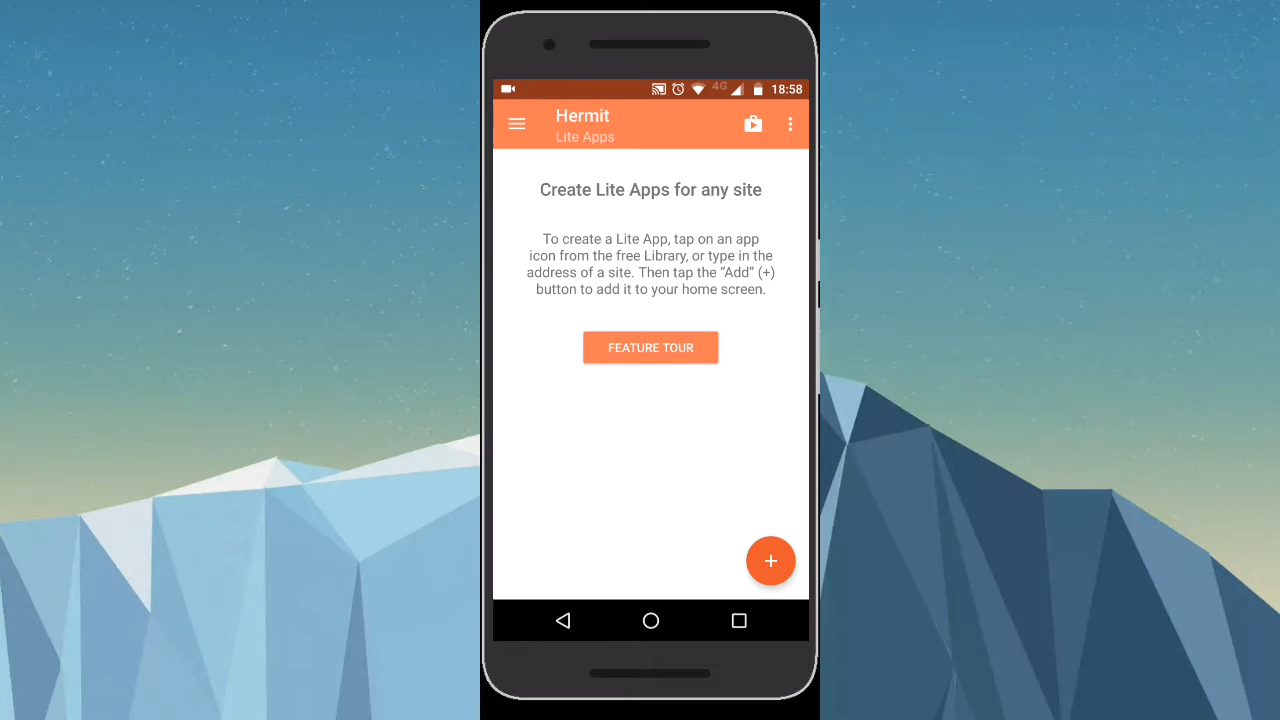 4G 18:58
Hermit
Lite Apps
Create Lite Apps for any site
To create a Lite App, tap on an app
icon from the free Library, or type in the
address of a site. Then tap the “Add” (+)
button to add it to your home screen.
FEATURE TOUR
+